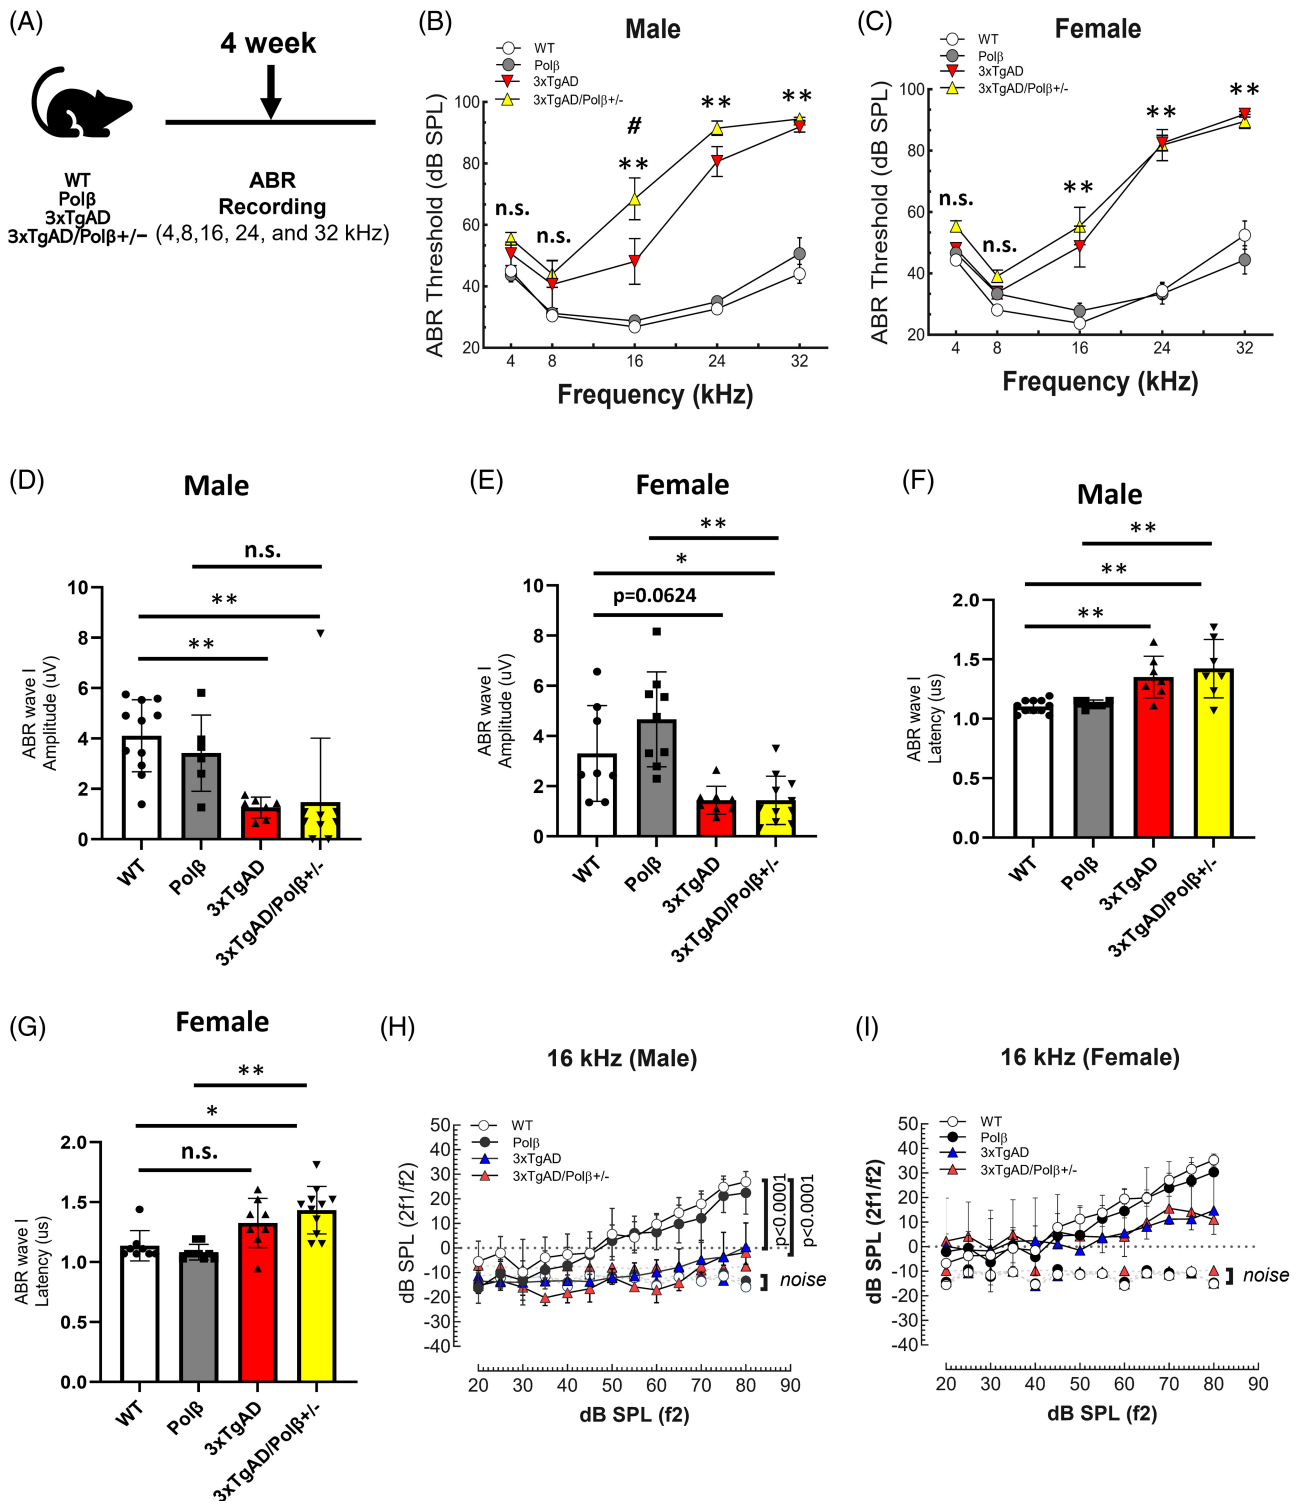 (A)
4 week
WT
Polβ
3xTgAD
3xTgAD/Polβ+/−
ABR
Recording
(4,8,16, 24, and 32 kHz)
(B)
Male
WT
Polβ
3xTgAD
3xTgAD/Polβ+/-
ABR Threshold (dB SPL)
100
80
60
40
20
n.s.
n.s.
#
**
**
**
4
8
16
24
32
Frequency (kHz)
(C)
Female
WT
Polβ
3xTgAD
3xTgAD/Polβ+/-
ABR Threshold (dB SPL)
100
80
60
40
20
n.s.
n.s.
**
**
**
4
8
16
24
32
Frequency (kHz)
(D)
Male
n.s.
**
**
ABR wave I
Amplitude (uV)
10
8
6
4
2
0
WT
Polβ
3xTgAD
3xTgAD/Polβ+/-
(E)
Female
**
*
p=0.0624
ABR wave I
Amplitude (uV)
10
8
6
4
2
0
WT
Polβ
3xTgAD
3xTgAD/Polβ+/-
(F)
Male
**
**
**
ABR wave I
Latency (us)
2.0
1.5
1.0
0.5
0.0
WT
Polβ
3xTgAD
3xTgAD/Polβ+/-
(G)
Female
**
*
n.s.
ABR wave I
Latency (us)
2.0
1.5
1.0
0.5
0.0
WT
Polβ
3xTgAD
3xTgAD/Polβ+/-
(H)
16 kHz (Male)
WT
Polβ
3xTgAD
3xTgAD/Polβ+/-
dB SPL (2f1/f2)
50
40
30
20
10
0
-10
-20
-30
-40
p<0.0001
p<0.0001
noise
20
30
40
50
60
70
80
90
dB SPL (f2)
(I)
16 kHz (Female)
WT
Polβ
3xTgAD
3xTgAD/Polβ+/-
dB SPL (2f1/f2)
50
40
30
20
10
0
-10
-20
-30
-40
noise
20
30
40
50
60
70
80
90
dB SPL (f2)